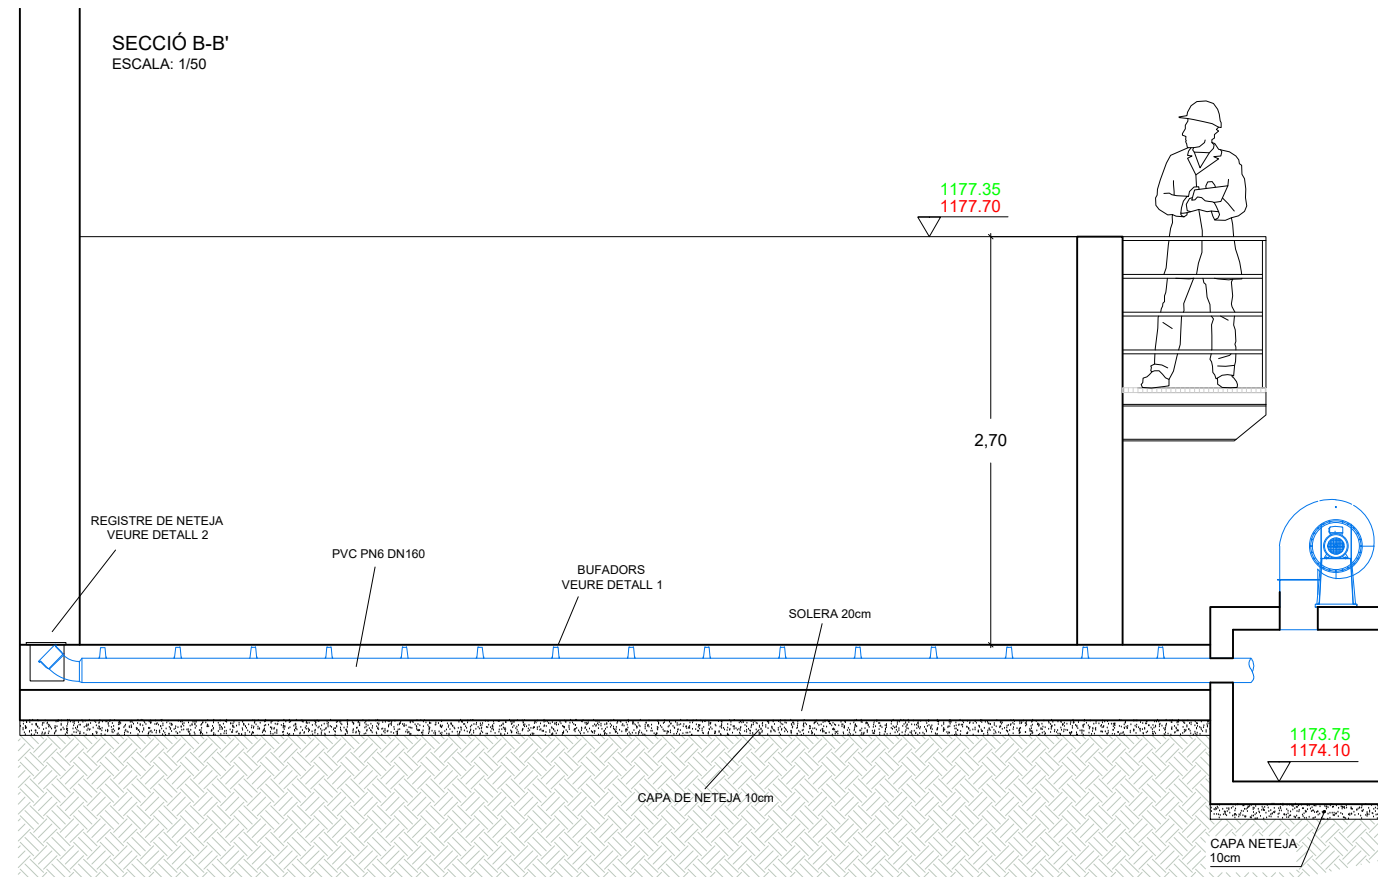 SECCIÓ B-B'
ESCALA: 1/50
1177.35
1177.70
2,70
REGISTRE DE NETEJA
VEURE DETALL 2
PVC PN6 DN160
BUFADORS
VEURE DETALL 1
SOLERA 20cm
1173.75
1174.10
CAPA DE NETEJA 10cm
CAPA NETEJA
10cm